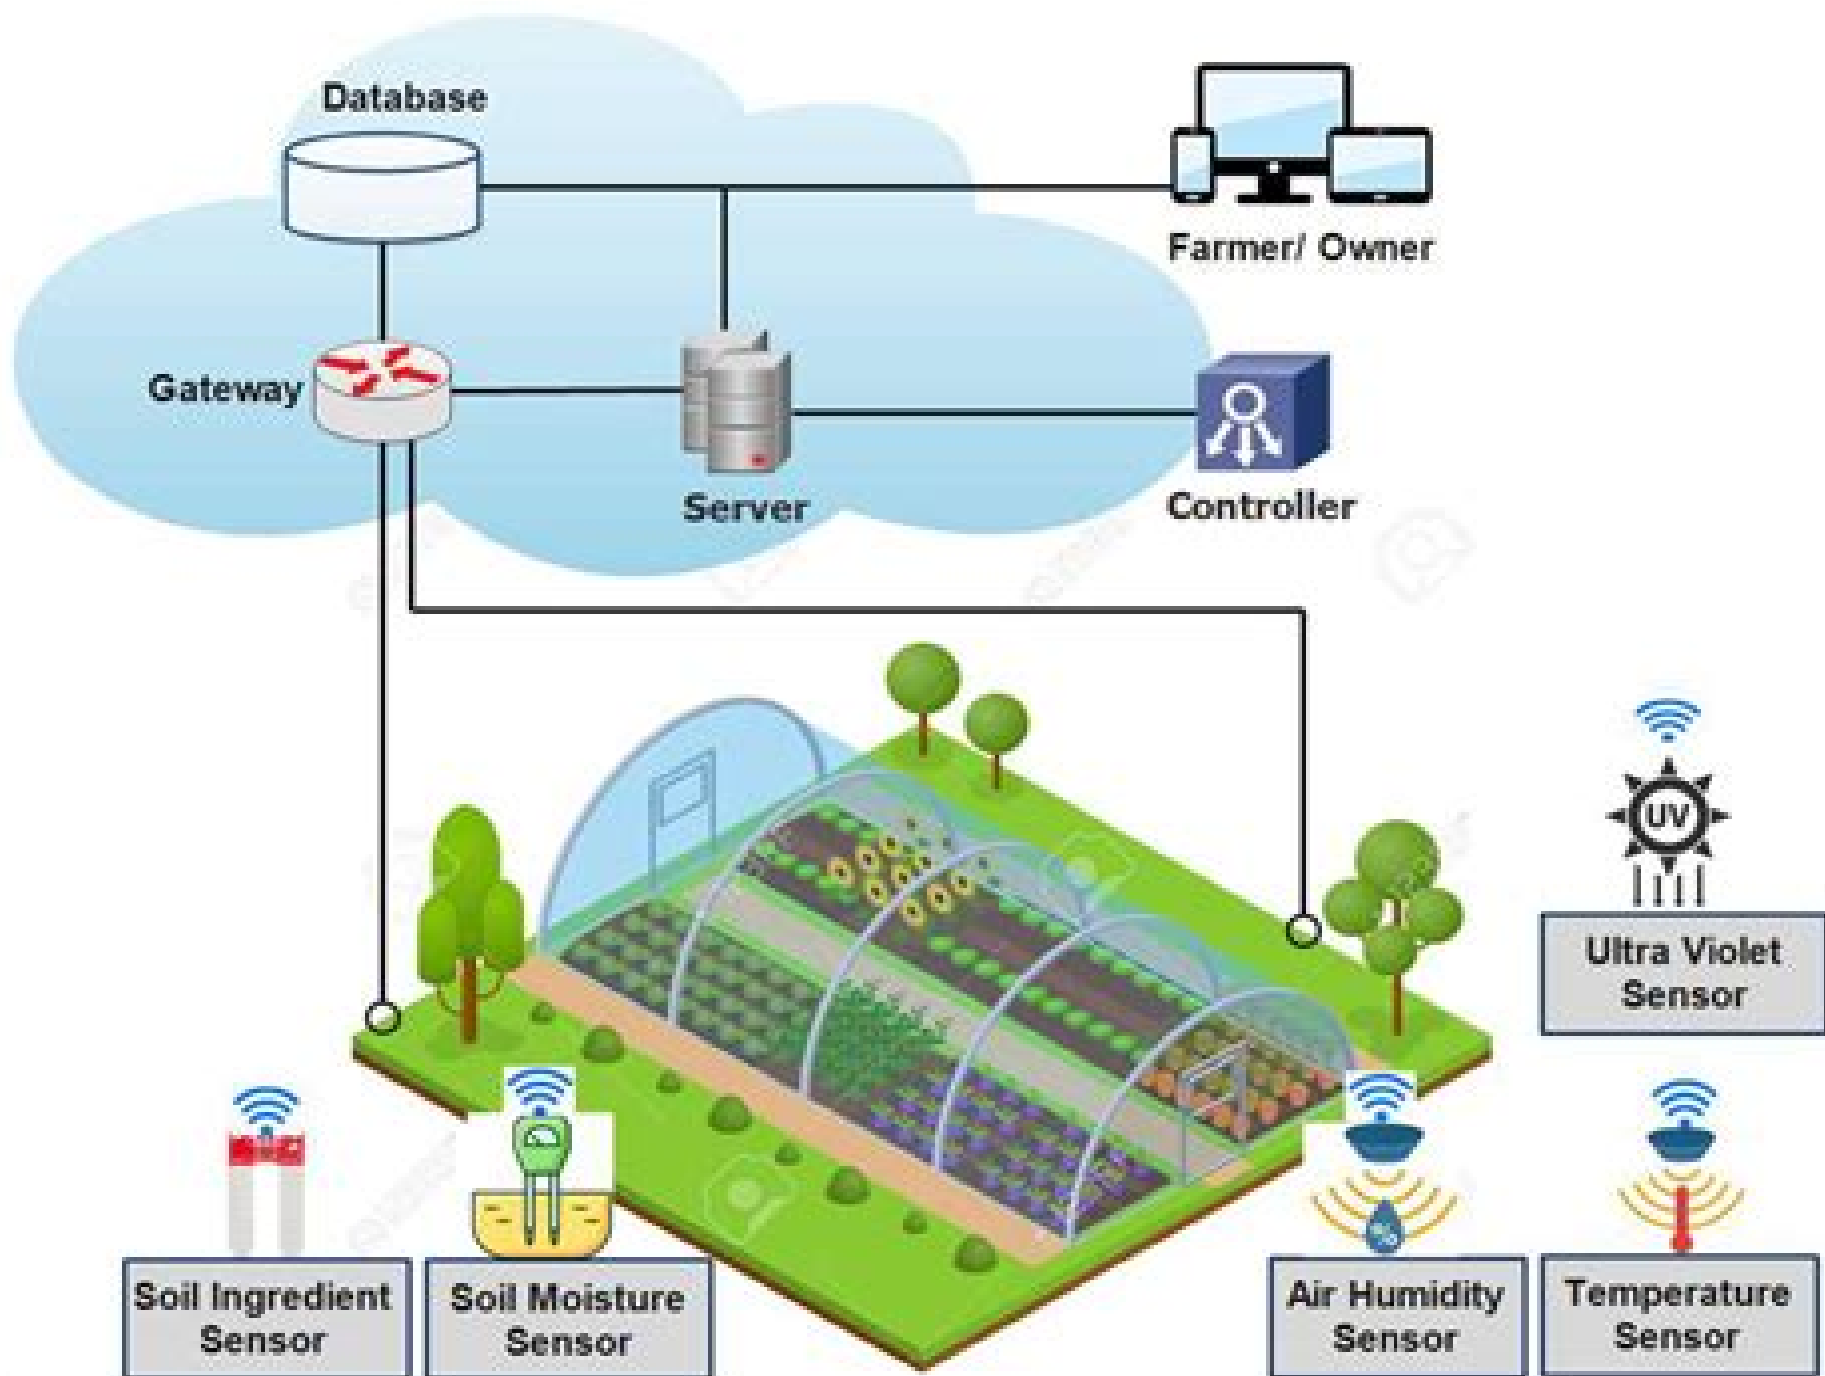 Database
Farmer/ Owner
Gateway
Server
Controller
UV
Ultra Violet
Sensor
Soil Ingredient
Sensor
Soil Moisture
Sensor
%
Air Humidity
Sensor
Temperature
Sensor